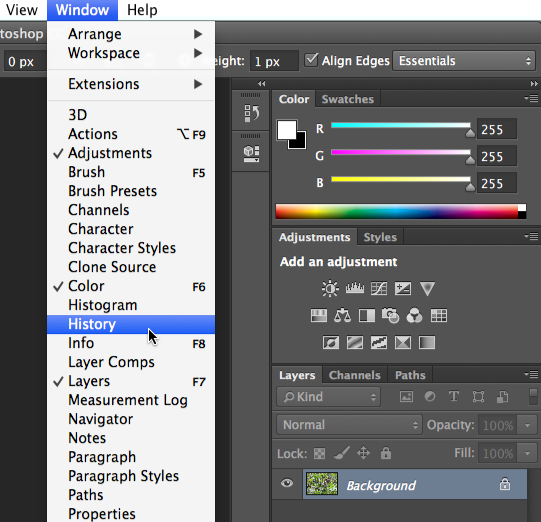 View Window Help
toshop
0 px
eight: 1 px Align Edges Essentials
Arrange
Workspace
Extensions
3D
Actions ⌥F9
Adjustments
Brush F5
Brush Presets
Channels
Character
Character Styles
Clone Source
Color F6
Histogram
History
Info F8
Layer Comps
Layers F7
Measurement Log
Navigator
Notes
Paragraph
Paragraph Styles
Paths
Properties
Color Swatches
R 255
G 255
B 255
Adjustments Styles
Add an adjustment
Layers Channels Paths
Kind
Normal Opacity: 100%
Lock: Fill: 100%
Background